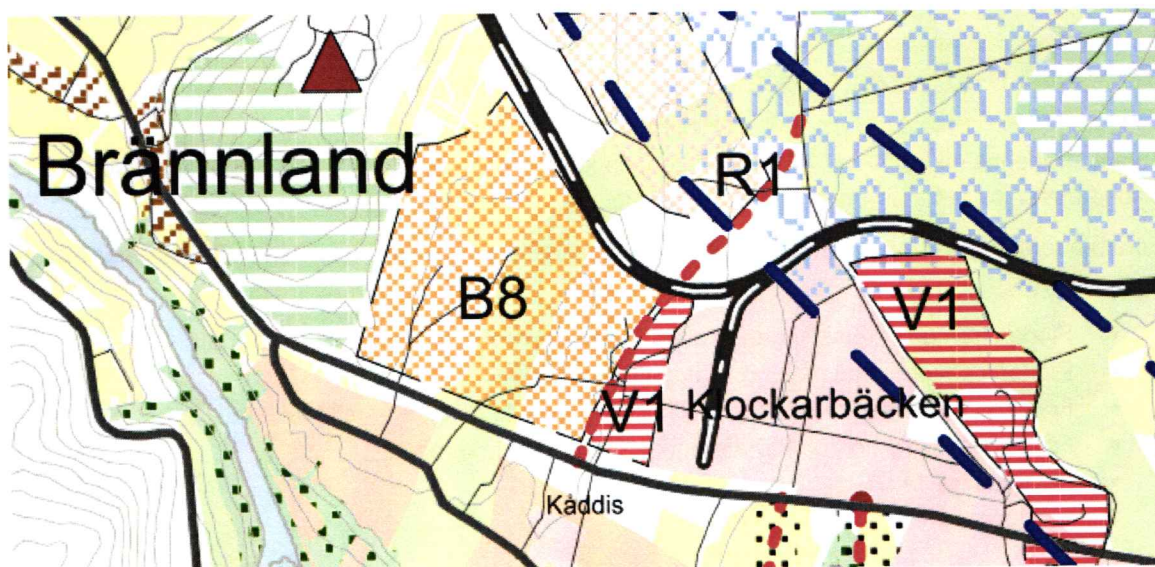 Brännland
R1
B8
V1
V1
Klockarbäcken
Kåddis